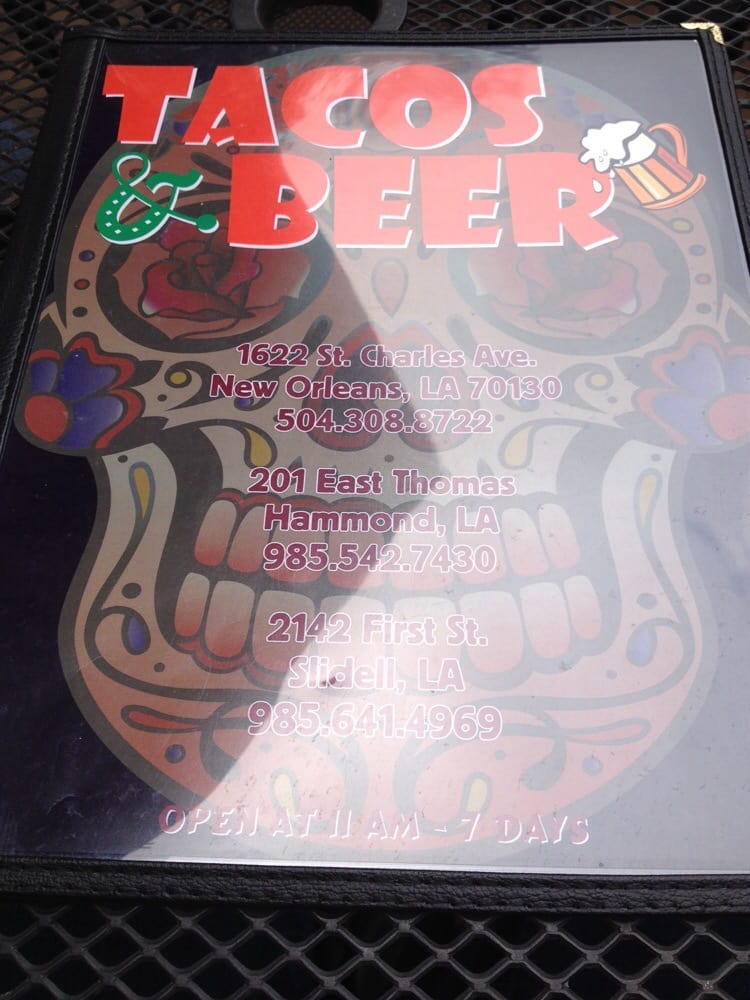 TACOS
& BEER
1622 St. Charles Ave.
New Orleans, LA 70130
504.308.8722
201 East Thomas
Hammond, LA
985.542.7430
2142 First St.
Slidell, LA
985.641.4969
OPEN AT 11 AM - 7 DAYS